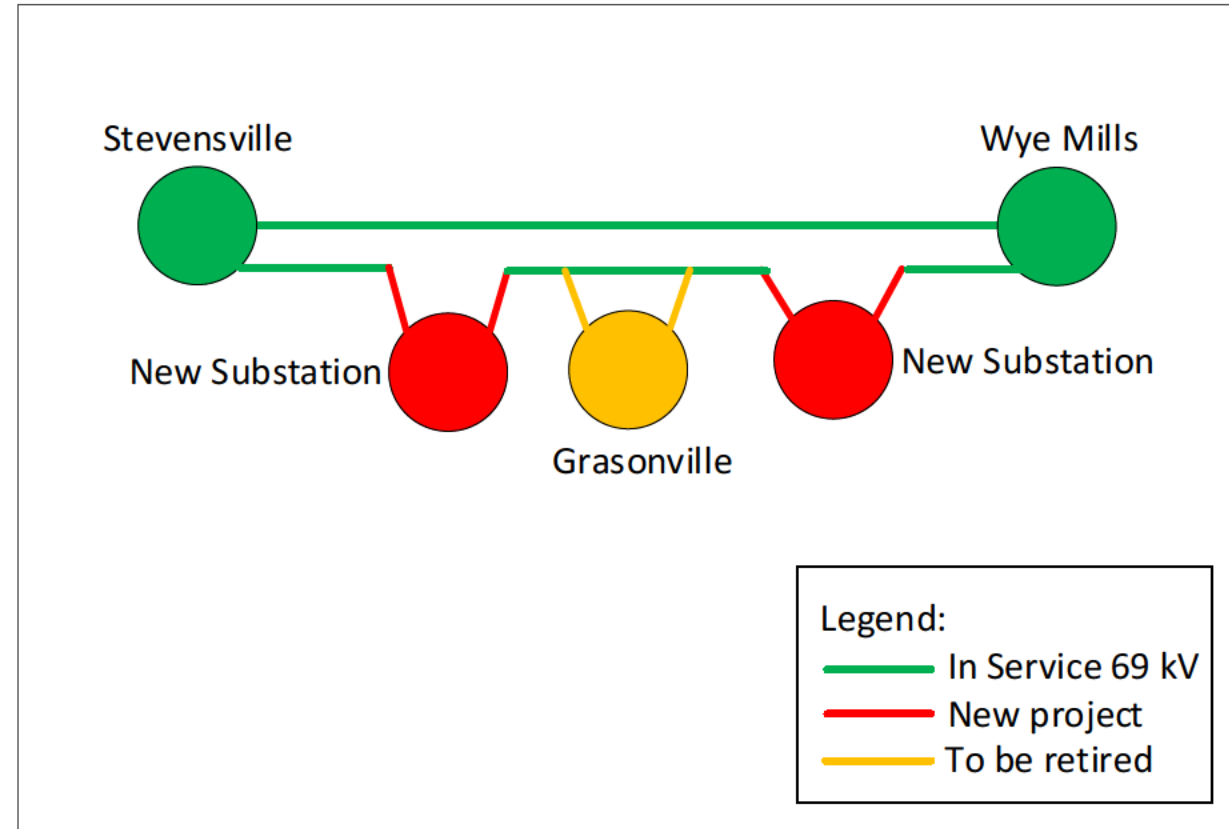 Stevensville
Wye Mills
New Substation
New Substation
Grasonville
Legend:
In Service 69 kV
New project
To be retired